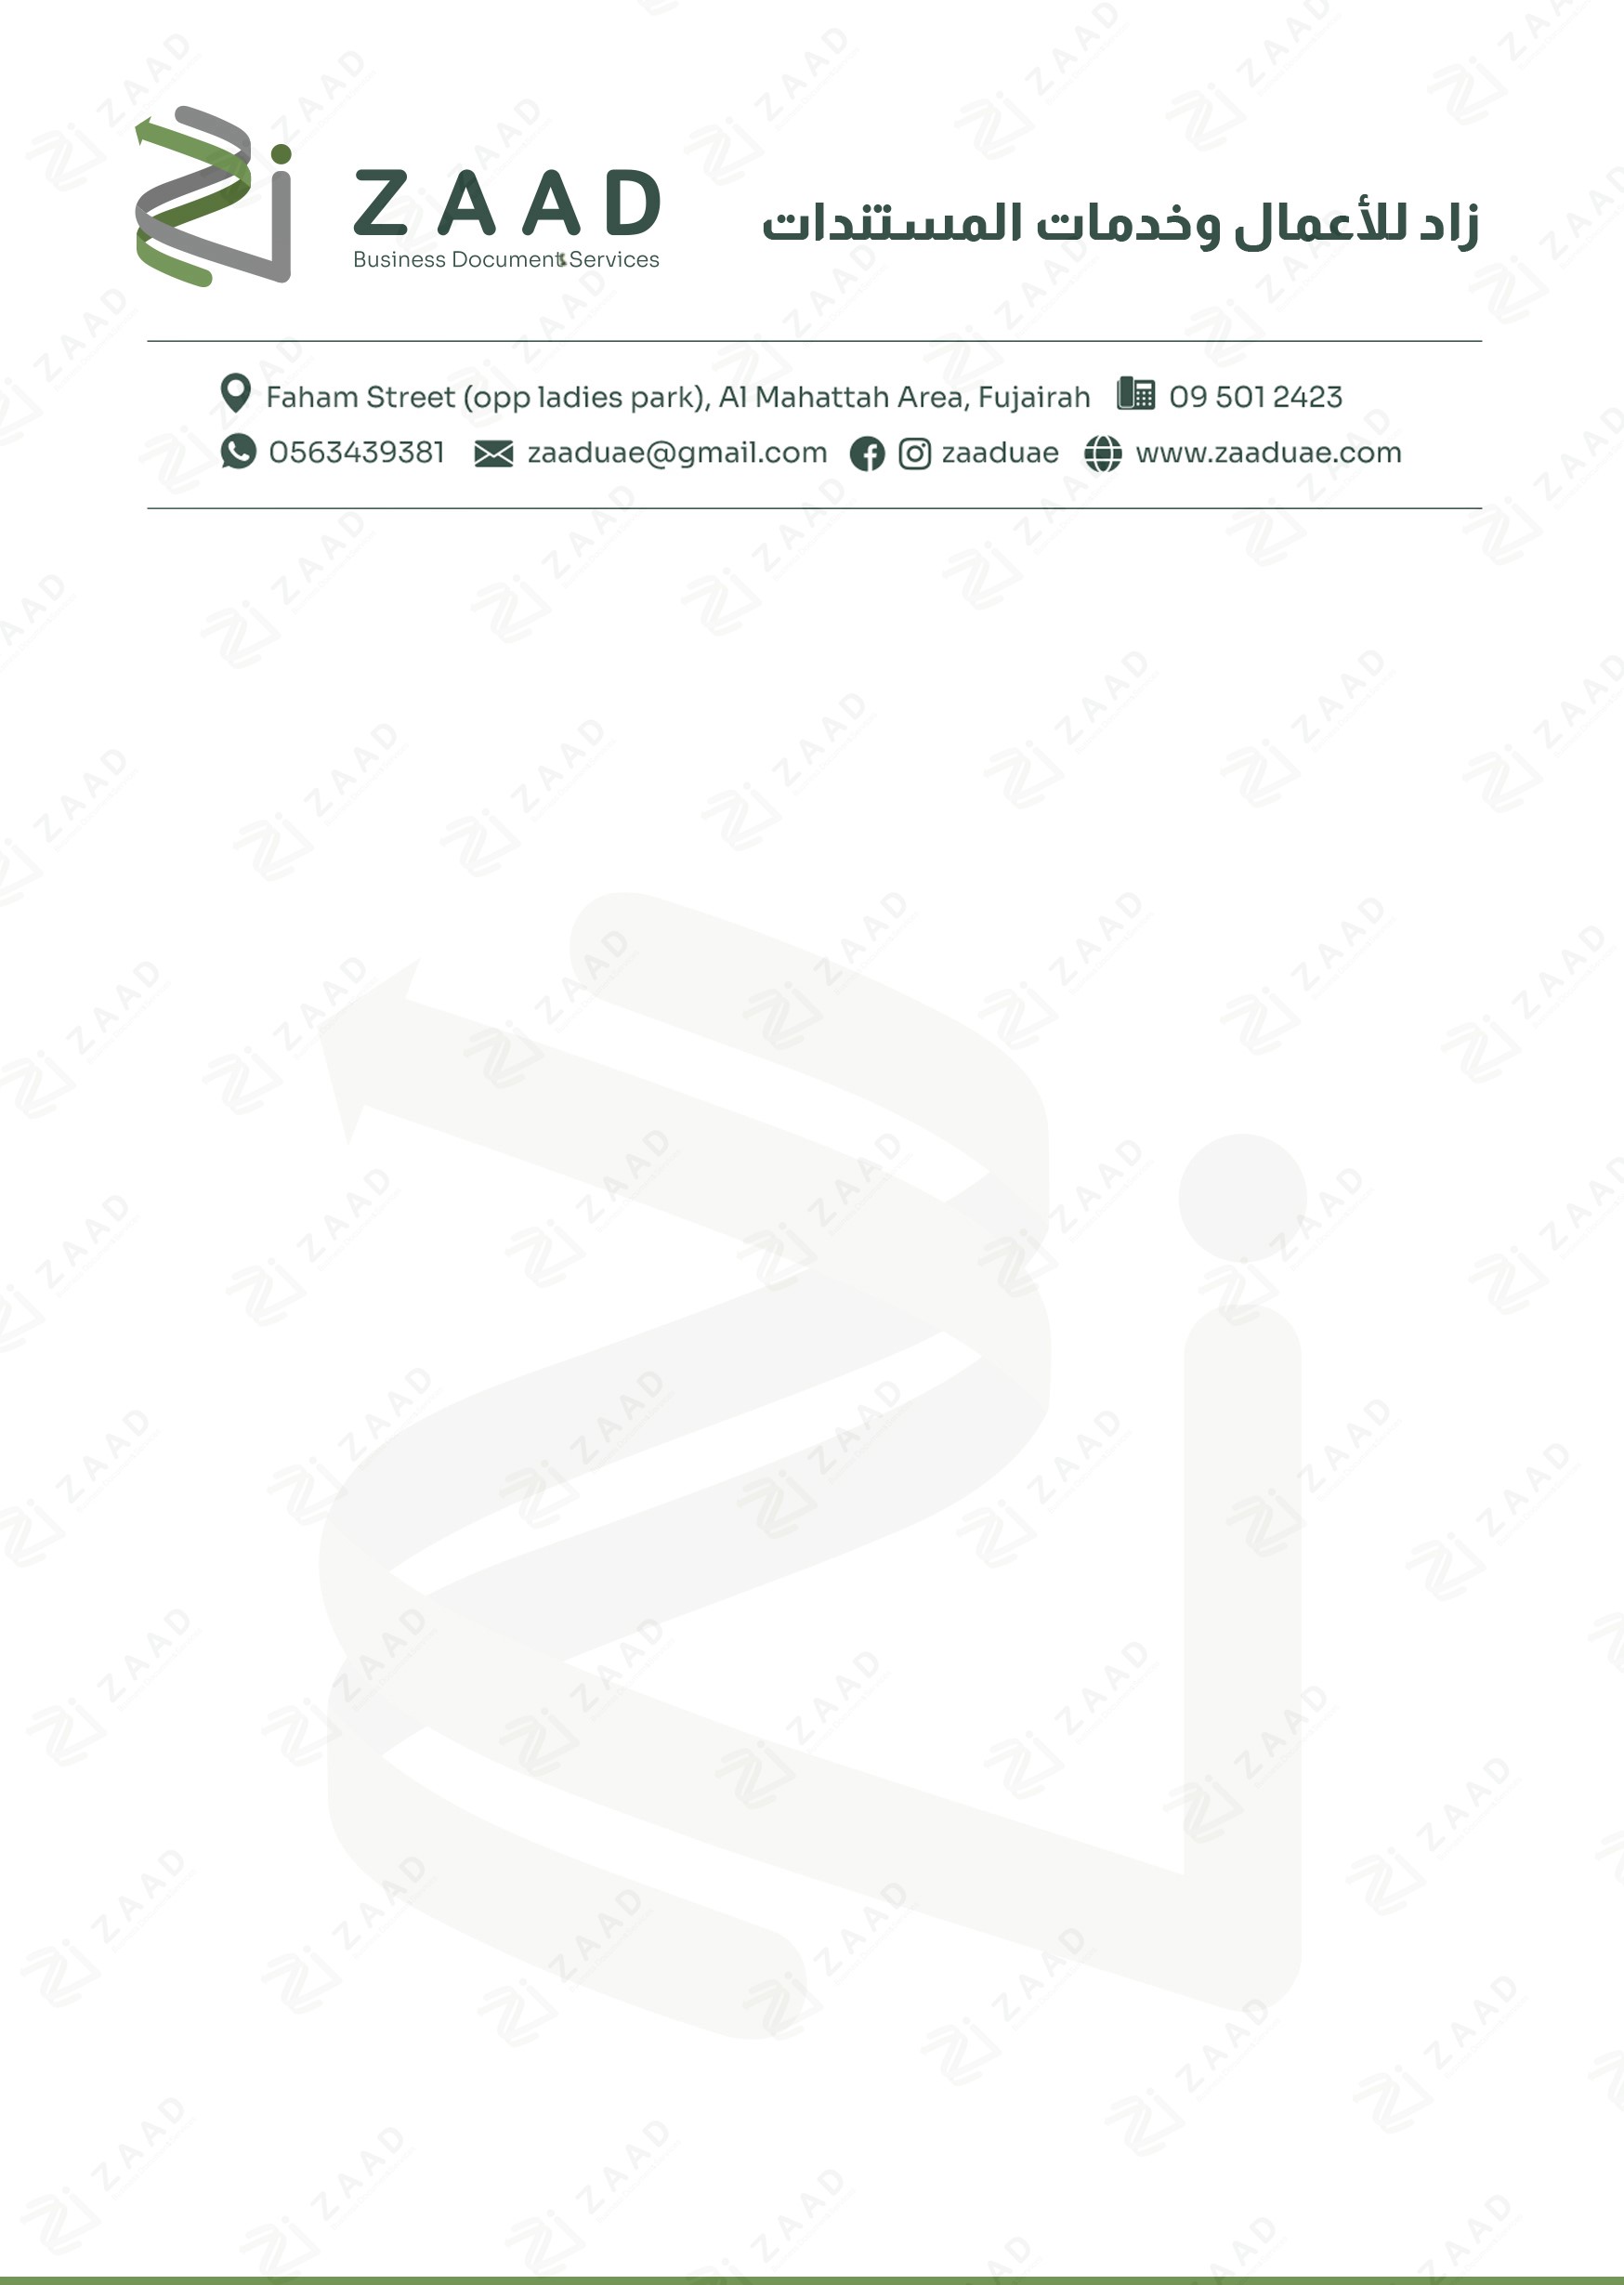 ZAAD
Business Document Services
زاد للأعمال وخدمات المستندات
Faham Street (opp ladies park), Al Mahattah Area, Fujairah 09 501 2423
0563439381 zaaduae@gmail.com zaaduae www.zaaduae.com